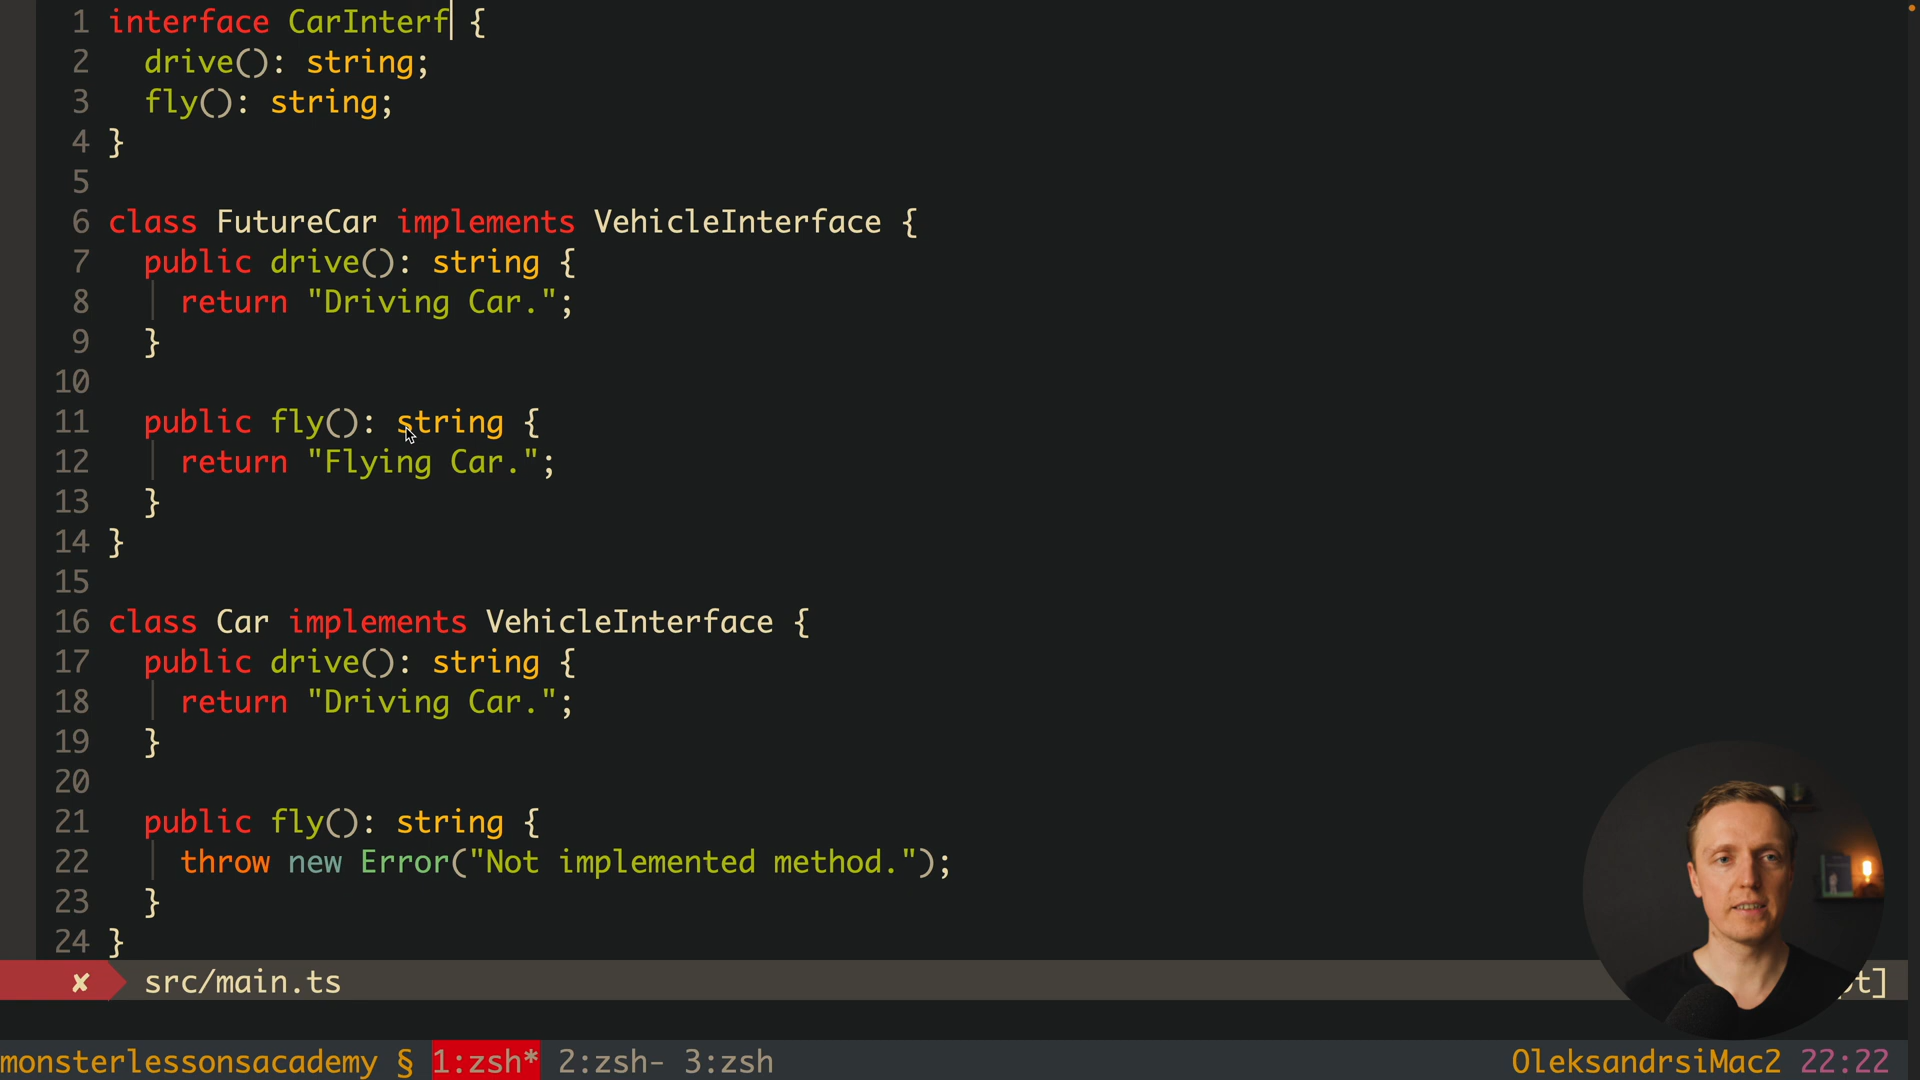 1 interface CarInterf {
2   drive(): string;
3   fly(): string;
4 }
5
6 class FutureCar implements VehicleInterface {
7   public drive(): string {
8     return "Driving Car.";
9   }
10
11   public fly(): string {
12     return "Flying Car.";
13   }
14 }
15
16 class Car implements VehicleInterface {
17   public drive(): string {
18     return "Driving Car.";
19   }
20
21   public fly(): string {
22     throw new Error("Not implemented method.");
23   }
24 }
✘ src/main.ts t]
monsterlessonsacademy § 1:zsh* 2:zsh- 3:zsh OleksandrsiMac2 22:22